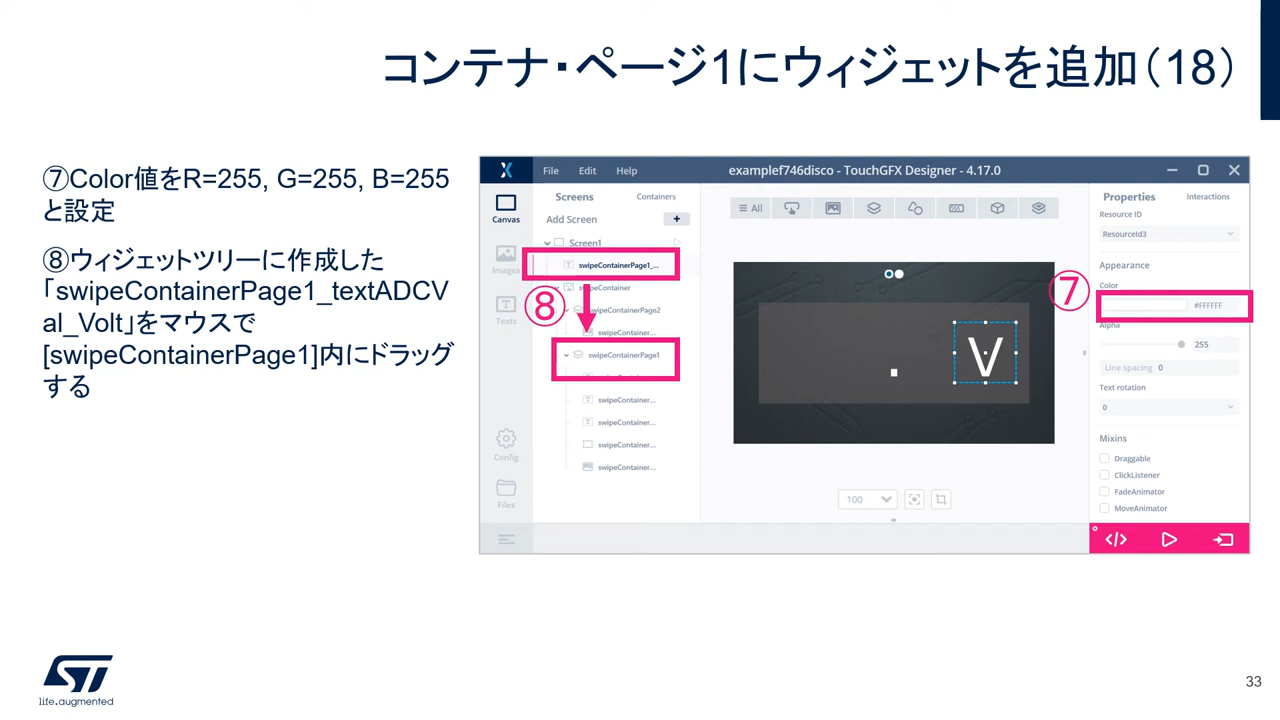 コンテナ・ページ1にウィジェットを追加（18）
⑦Color値をR=255, G=255, B=255
と設定
⑧ウィジェットツリーに作成した
「swipeContainerPage1_textADCV
al_Volt」をマウスで
[swipeContainerPage1]内にドラッグ
する
File Edit Help
examplef746disco - TouchGFX Designer - 4.17.0
Canvas
Images
Texts
Config
Files
Screens Containers
Add Screen +
Screen1
swipeContainerPage1_...
swipeContainer
swipeContainerPage2
swipeContainer...
swipeContainerPage1
swipeContainer...
swipeContainer...
swipeContainer...
swipeContainer...
⑧
All
. V
100
⑦
Properties Interactions
Resource ID
ResourceId3
Appearance
Color
#FFFFFF
Alpha
255
Line spacing 0
Text rotation
0
Mixins
Draggable
ClickListener
FadeAnimator
MoveAnimator
ST
life.augmented
33